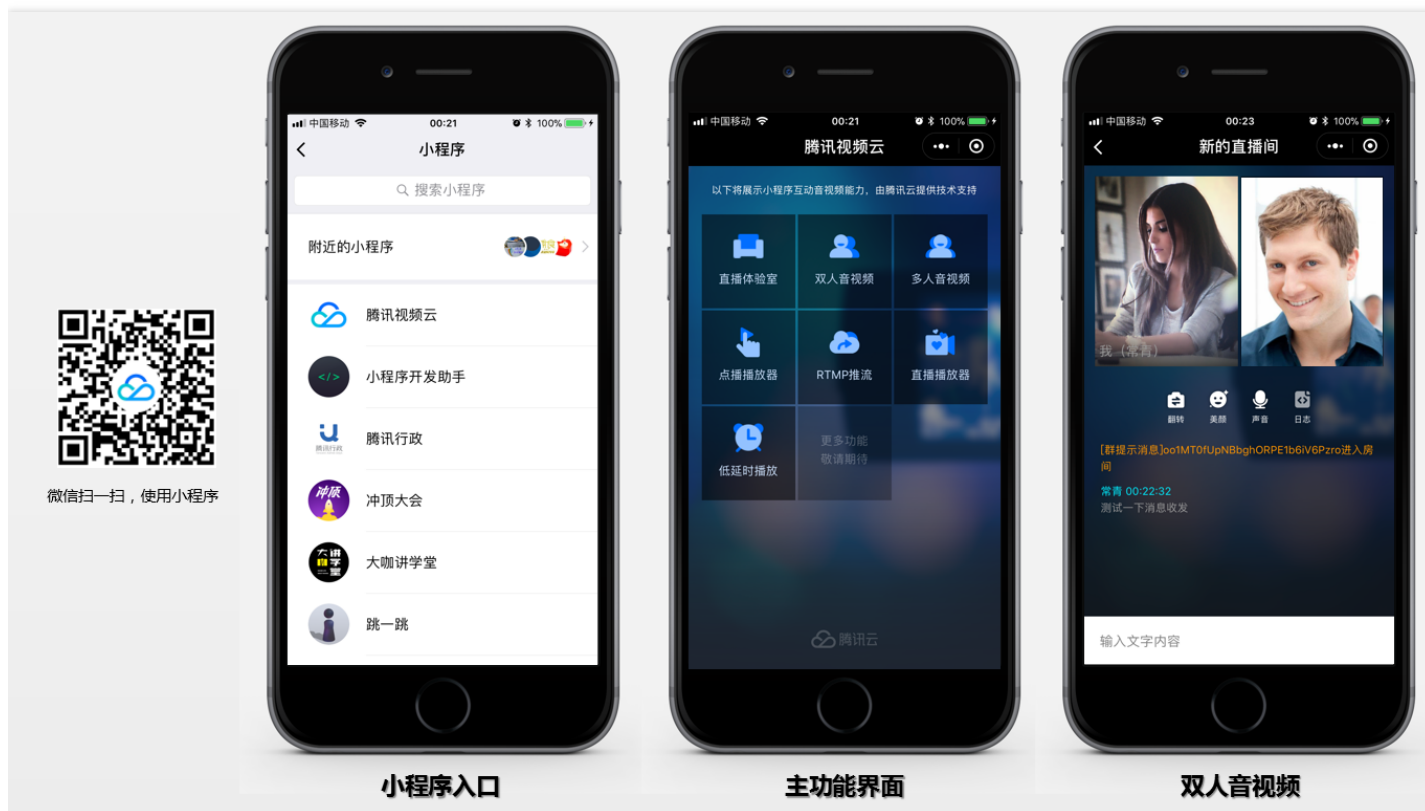 微信扫一扫，使用小程序
中国移动 00:21 100%
小程序
搜索小程序
附近的小程序
腾讯视频云
</>
小程序开发助手
腾讯行政
腾讯行政
冲顶
冲顶大会
大咖讲学堂
跳一跳
小程序入口
中国移动 00:21 100%
腾讯视频云
以下将展示小程序互动音视频能力，由腾讯云提供技术支持
直播体验室 双人音视频 多人音视频
点播播放器 RTMP推流 直播播放器
低延时播放 更多功能
敬请期待
腾讯云
主功能界面
中国移动 00:23 100%
新的直播间
我（常青）
翻转 美颜 声音 日志
[群提示消息]oo1MT0fUpNBbghORPE1b6iV6Pzro进入房
间
常青 00:22:32
测试一下消息收发
输入文字内容
双人音视频